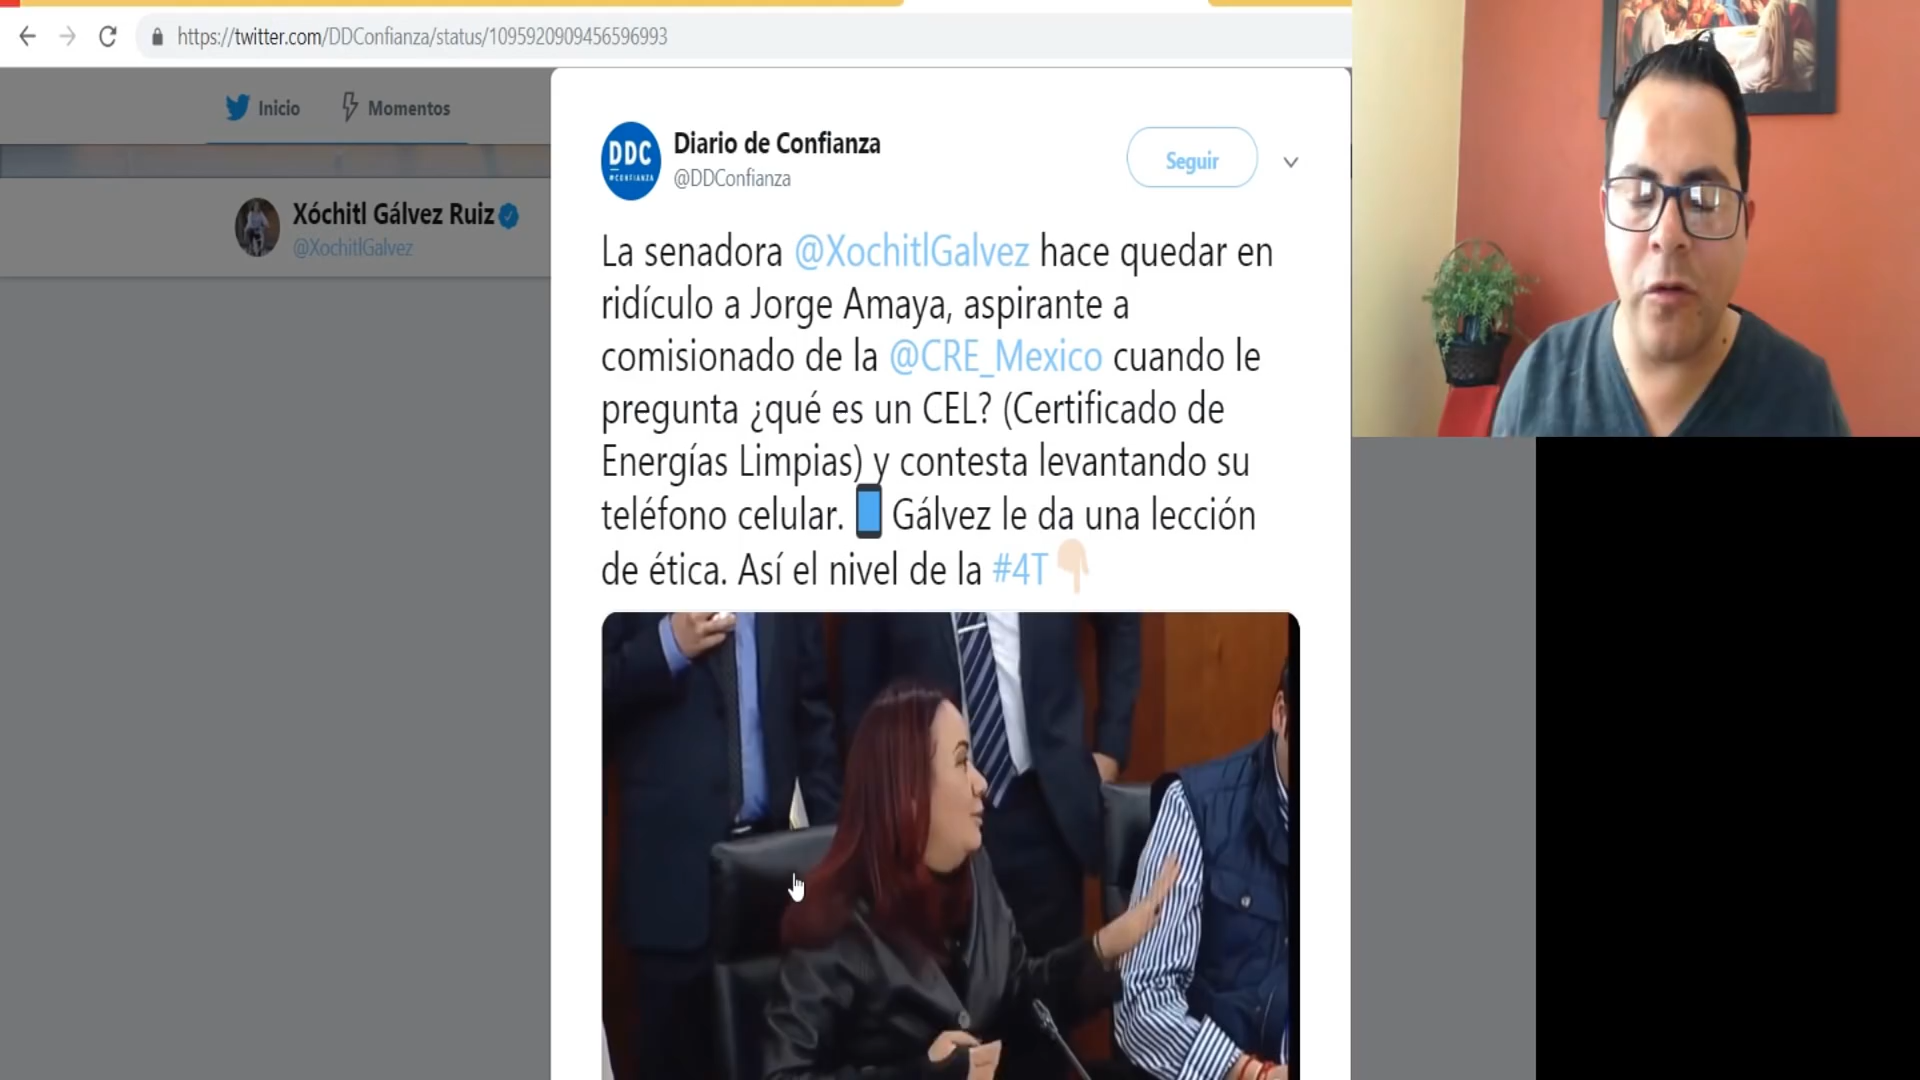 https://twitter.com/DDConfianza/status/1095920909456596993
Inicio
Momentos
Xóchitl Gálvez Ruiz
@XochitlGalvez
DDC
#CONFIANZA
Diario de Confianza
@DDConfianza
Seguir
La senadora @XochitlGalvez hace quedar en
ridículo a Jorge Amaya, aspirante a
comisionado de la @CRE_Mexico cuando le
pregunta ¿qué es un CEL? (Certificado de
Energías Limpias) y contesta levantando su
teléfono celular. Gálvez le da una lección
de ética. Así el nivel de la #4T